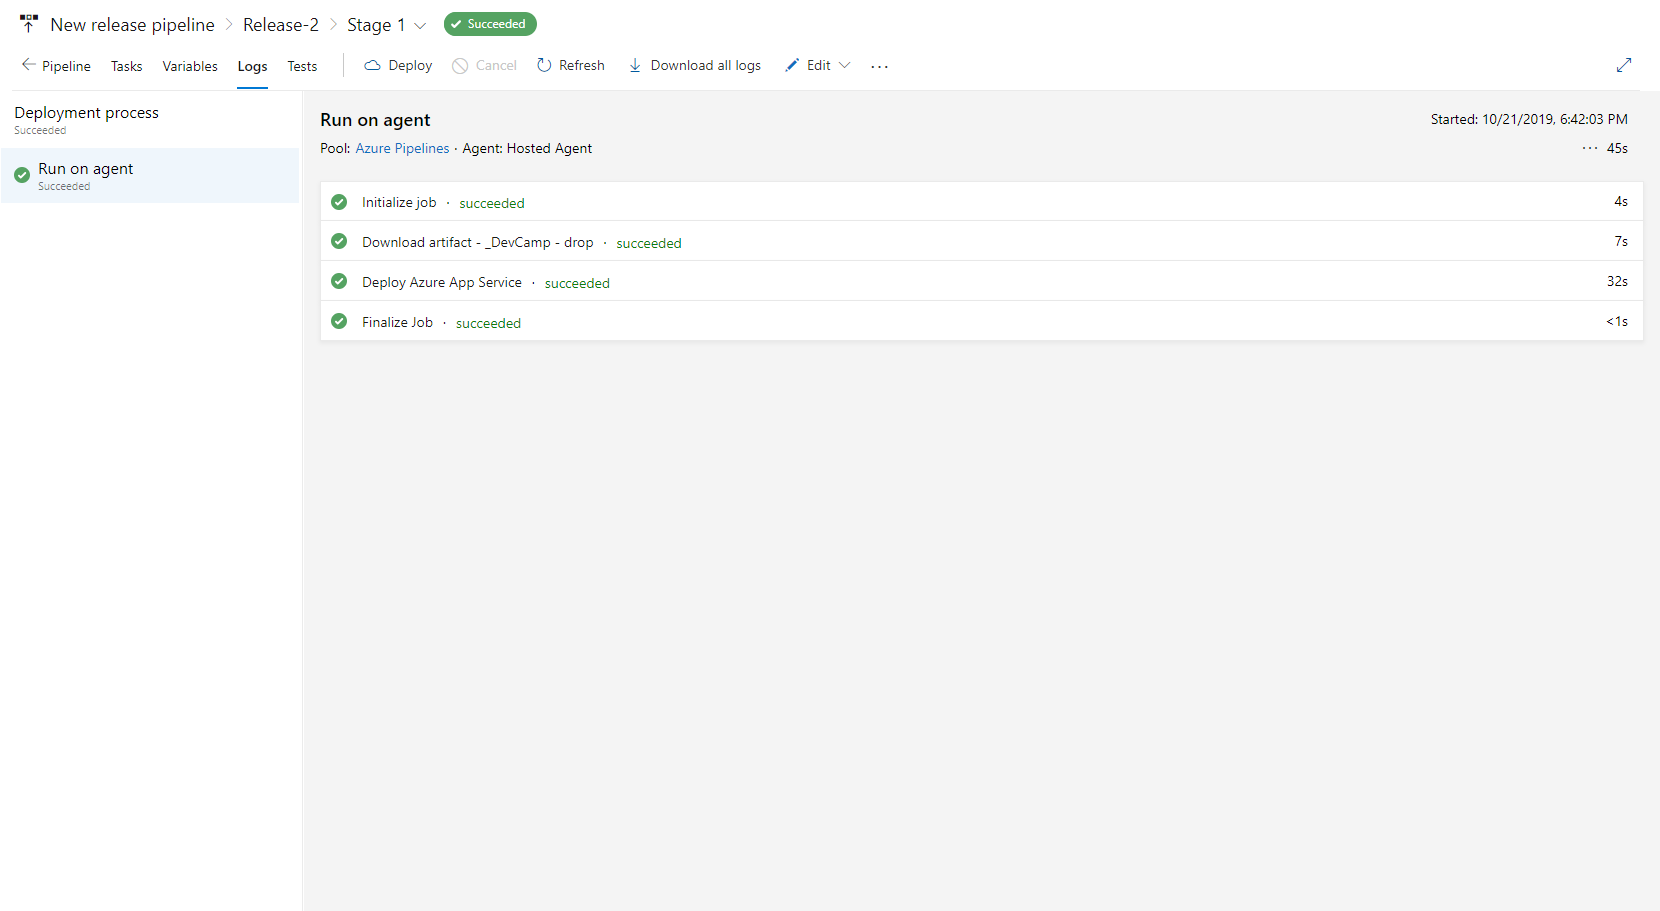 New release pipeline > Release-2 > Stage 1 Succeeded
Pipeline Tasks Variables Logs Tests Deploy Cancel Refresh Download all logs Edit ...
Deployment process
Succeeded
Run on agent
Succeeded
Run on agent Started: 10/21/2019, 6:42:03 PM
Pool: Azure Pipelines · Agent: Hosted Agent ... 45s
Initialize job · succeeded 4s
Download artifact - _DevCamp - drop · succeeded 7s
Deploy Azure App Service · succeeded 32s
Finalize Job · succeeded <1s